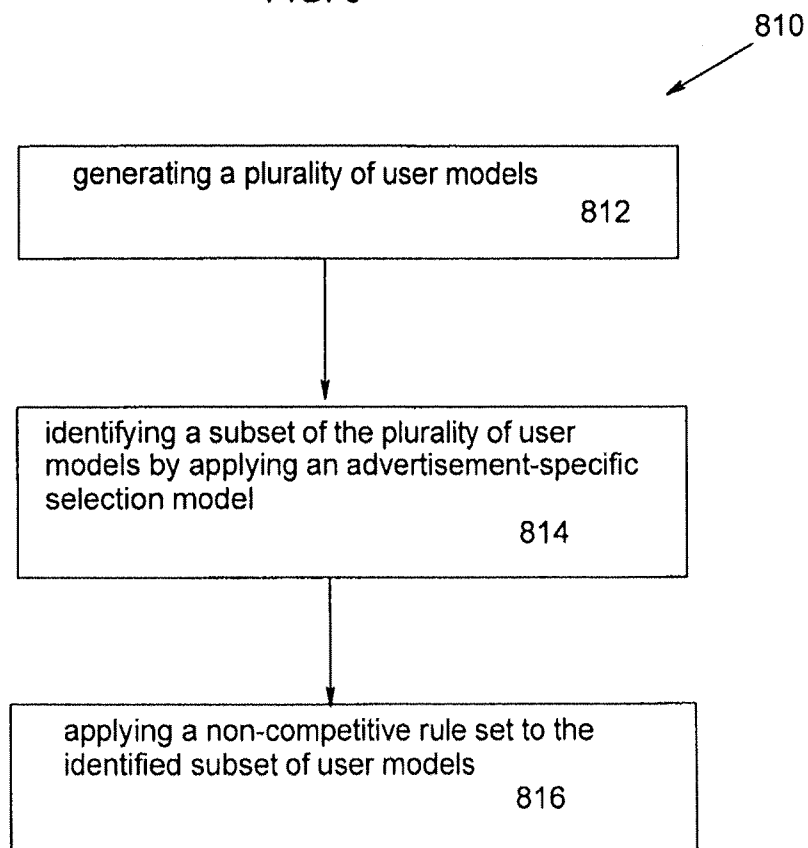 810
generating a plurality of user models
812
identifying a subset of the plurality of user
models by applying an advertisement-specific
selection model
814
applying a non-competitive rule set to the
identified subset of user models
816